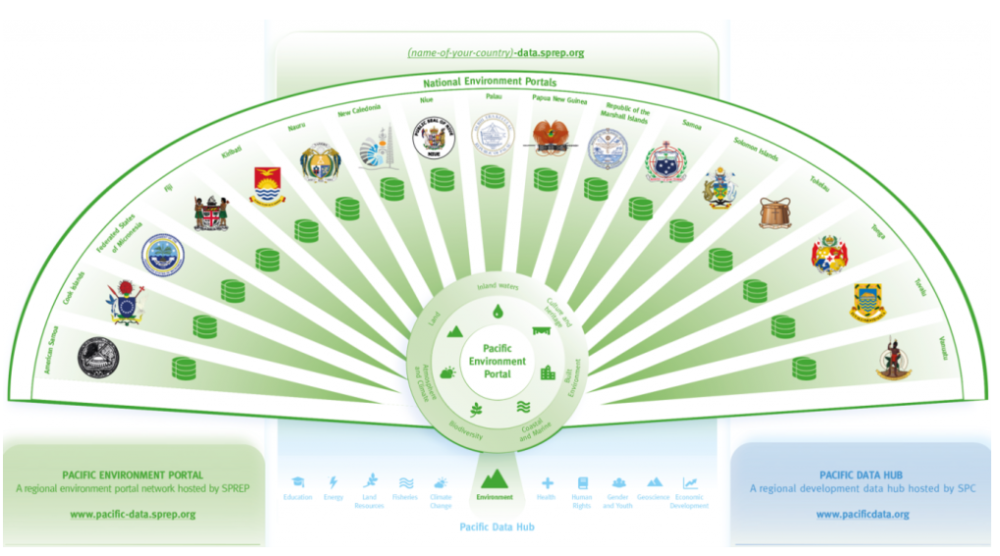 (name-of-your-country)-data.sprep.org
National Environment Portals
American Samoa
Cook Islands
Federated States
of Micronesia
Fiji
Kiribati
Nauru
New Caledonia
Niue
Palau
Papua New Guinea
Republic of the
Marshall Islands
Samoa
Solomon Islands
Tokelau
Tonga
Tuvalu
Vanuatu
PUBLIC SEAL OF NIUE
NIUE
Inland waters
Culture and
heritage
Built
Environment
Coastal
and Marine
Biodiversity
Atmosphere
and Climate
Land
Pacific
Environment
Portal
PACIFIC ENVIRONMENT PORTAL
A regional environment portal network hosted by SPREP
www.pacific-data.sprep.org
Education
Energy
Land
Resources
Fisheries
Climate
Change
Environment
Health
Human
Rights
Gender
and Youth
Geoscience
Economic
Development
Pacific Data Hub
PACIFIC DATA HUB
A regional development data hub hosted by SPC
www.pacificdata.org